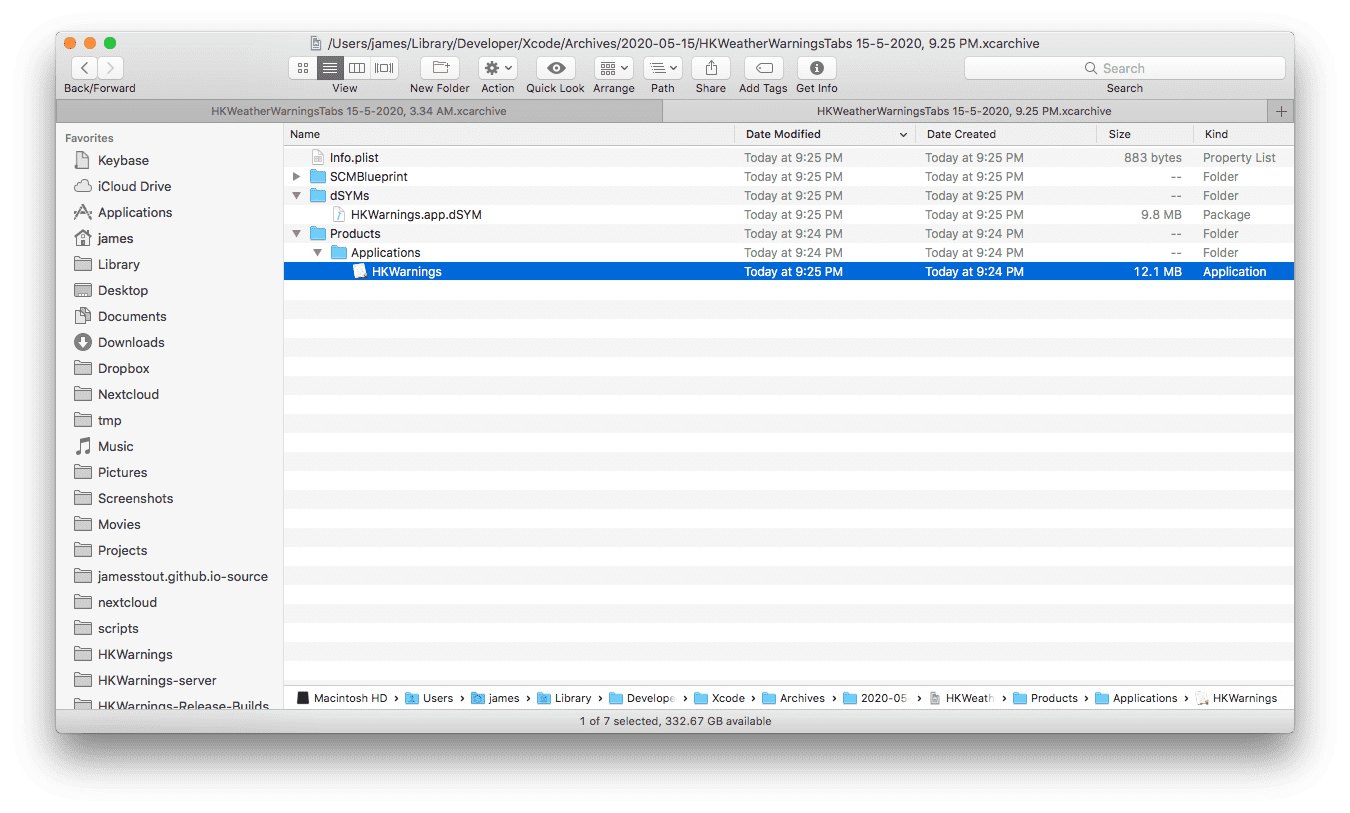 /Users/james/Library/Developer/Xcode/Archives/2020-05-15/HKWeatherWarningsTabs 15-5-2020, 9.25 PM.xcarchive
Search
Back/Forward View New Folder Action Quick Look Arrange Path Share Add Tags Get Info Search
HKWeatherWarningsTabs 15-5-2020, 3.34 AM.xcarchive HKWeatherWarningsTabs 15-5-2020, 9.25 PM.xcarchive +
Favorites
Keybase
iCloud Drive
Applications
james
Library
Desktop
Documents
Downloads
Dropbox
Nextcloud
tmp
Music
Pictures
Screenshots
Movies
Projects
jamesstout.github.io-source
nextcloud
scripts
HKWarnings
HKWarnings-server
HKWarnings-Release-Builds
Name Date Modified Date Created Size Kind
Info.plist Today at 9:25 PM Today at 9:25 PM 883 bytes Property List
SCMBlueprint Today at 9:25 PM Today at 9:25 PM -- Folder
dSYMs Today at 9:25 PM Today at 9:25 PM -- Folder
HKWarnings.app.dSYM Today at 9:25 PM Today at 9:25 PM 9.8 MB Package
Products Today at 9:24 PM Today at 9:24 PM -- Folder
Applications Today at 9:24 PM Today at 9:24 PM -- Folder
HKWarnings Today at 9:25 PM Today at 9:24 PM 12.1 MB Application
Macintosh HD › Users › james › Library › Develope › Xcode › Archives › 2020-05- › HKWeath › Products › Applications › HKWarnings
1 of 7 selected, 332.67 GB available